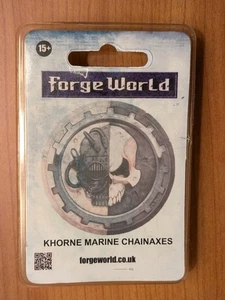 15+
Forge World
KHORNE MARINE CHAINAXES
forgeworld.co.uk